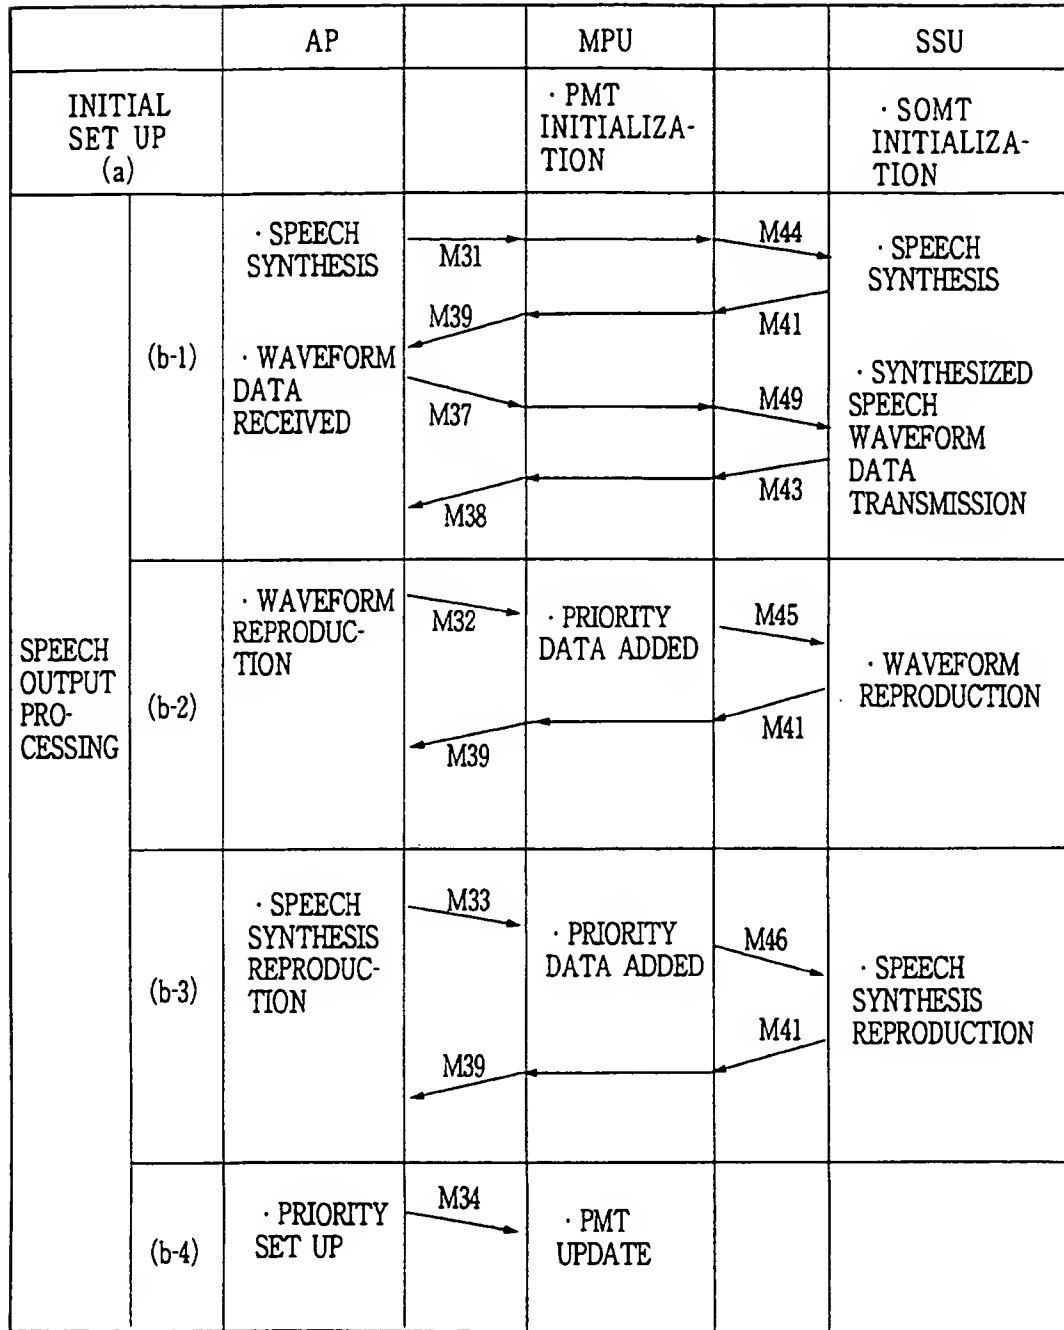 AP
MPU
SSU
INITIAL
SET UP
(a)
· PMT
INITIALIZA-
TION
· SOMT
INITIALIZA-
TION
SPEECH
OUTPUT
PRO-
CESSING
(b-1)
· SPEECH
SYNTHESIS
M31
M44
· SPEECH
SYNTHESIS
M39
M41
· WAVEFORM
DATA
RECEIVED
M37
M49
· SYNTHESIZED
SPEECH
WAVEFORM
DATA
TRANSMISSION
M38
M43
(b-2)
· WAVEFORM
REPRODUC-
TION
M32
· PRIORITY
DATA ADDED
M45
· WAVEFORM
REPRODUCTION
M39
M41
(b-3)
· SPEECH
SYNTHESIS
REPRODUC-
TION
M33
· PRIORITY
DATA ADDED
M46
· SPEECH
SYNTHESIS
REPRODUCTION
M39
M41
(b-4)
· PRIORITY
SET UP
M34
· PMT
UPDATE